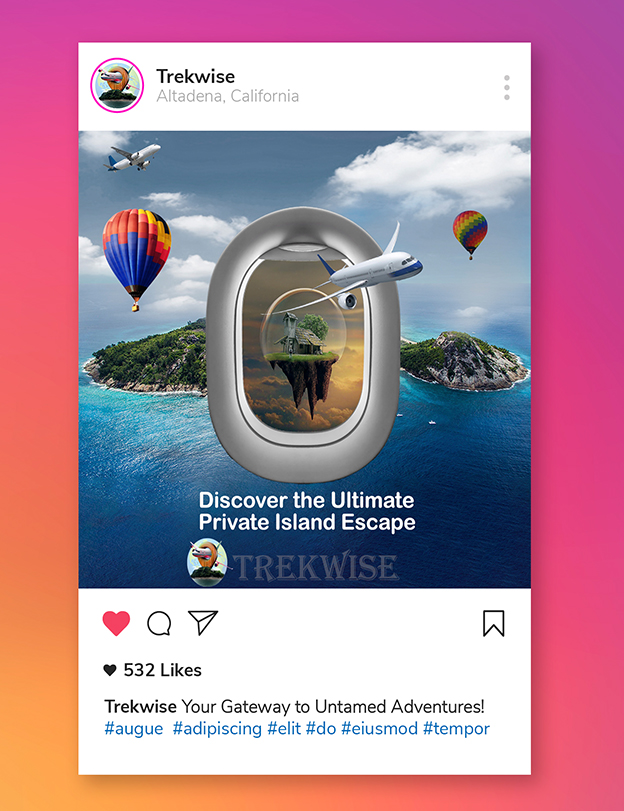 Trekwise
Altadena, California
Discover the Ultimate
Private Island Escape
TREKWISE
532 Likes
Trekwise Your Gateway to Untamed Adventures!
#augue #adipiscing #elit #do #eiusmod #tempor